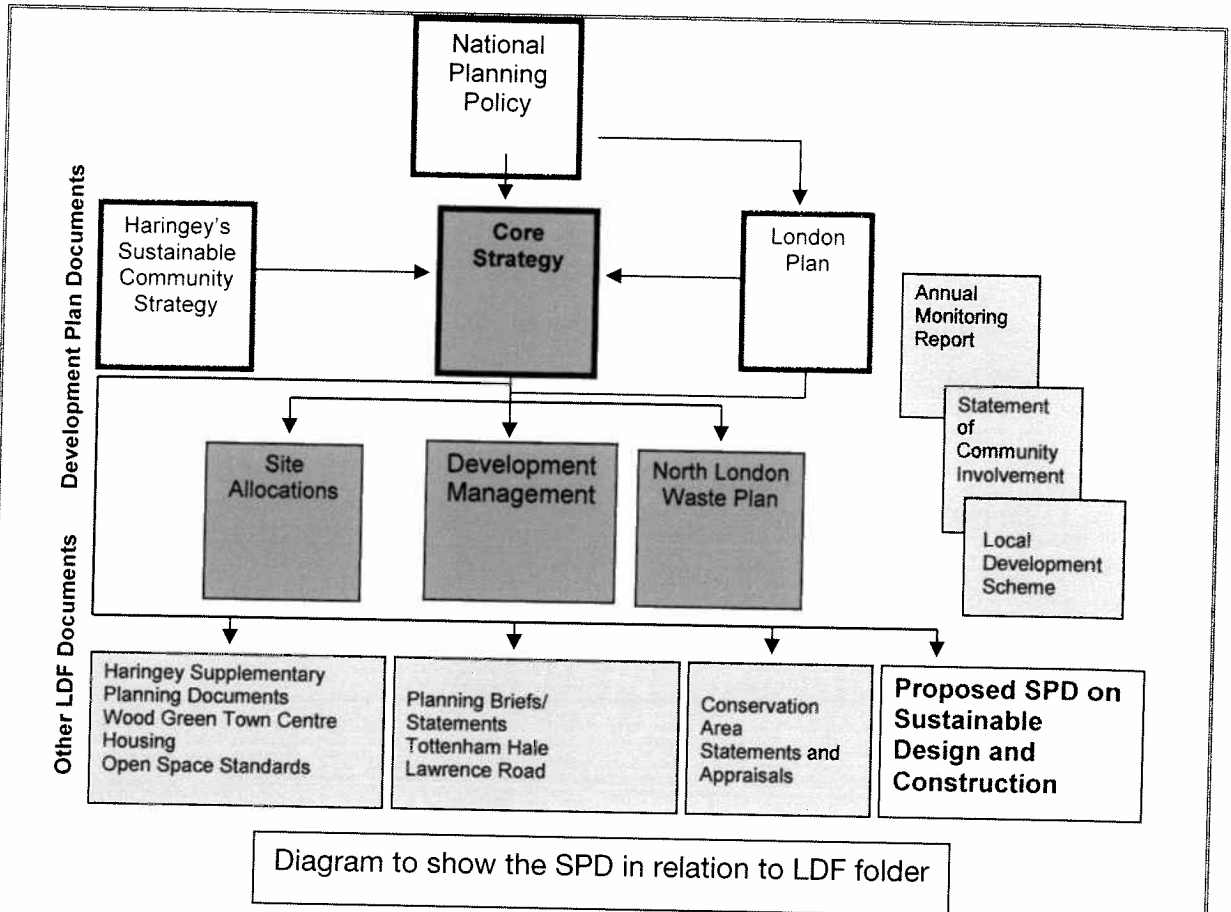 National
Planning
Policy
Development Plan Documents
Haringey's
Sustainable
Community
Strategy
Core
Strategy
London
Plan
Annual
Monitoring
Report
Statement
of
Community
Involvement
Local
Development
Scheme
Site
Allocations
Development
Management
North London
Waste Plan
Other LDF Documents
Haringey Supplementary
Planning Documents
Wood Green Town Centre
Housing
Open Space Standards
Planning Briefs/
Statements
Tottenham Hale
Lawrence Road
Conservation
Area
Statements and
Appraisals
Proposed SPD on
Sustainable
Design and
Construction
Diagram to show the SPD in relation to LDF folder